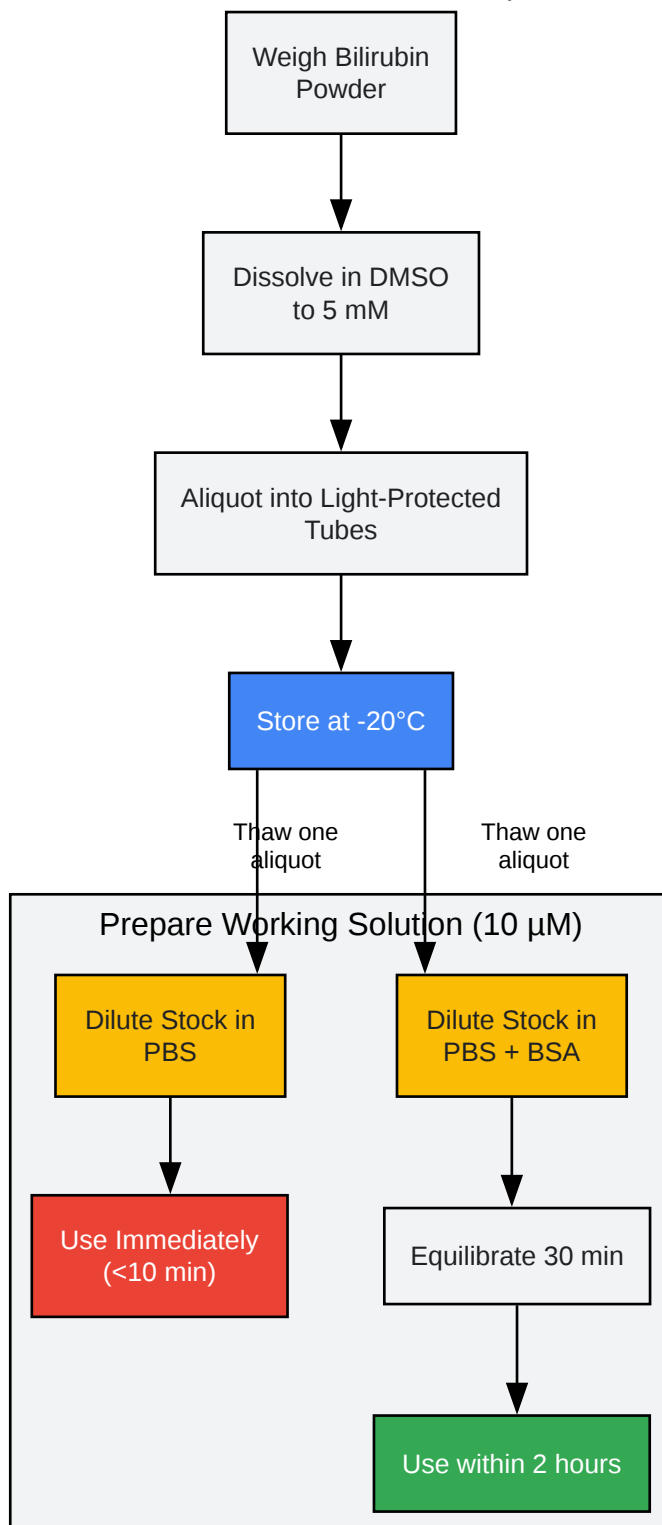 Weigh Bilirubin
Powder
Dissolve in DMSO
to 5 mM
Aliquot into Light-Protected
Tubes
Store at -20°C
Thaw one
aliquot
Thaw one
aliquot
Prepare Working Solution (10 µM)
Dilute Stock in
PBS
Dilute Stock in
PBS + BSA
Use Immediately
(<10 min)
Equilibrate 30 min
Use within 2 hours